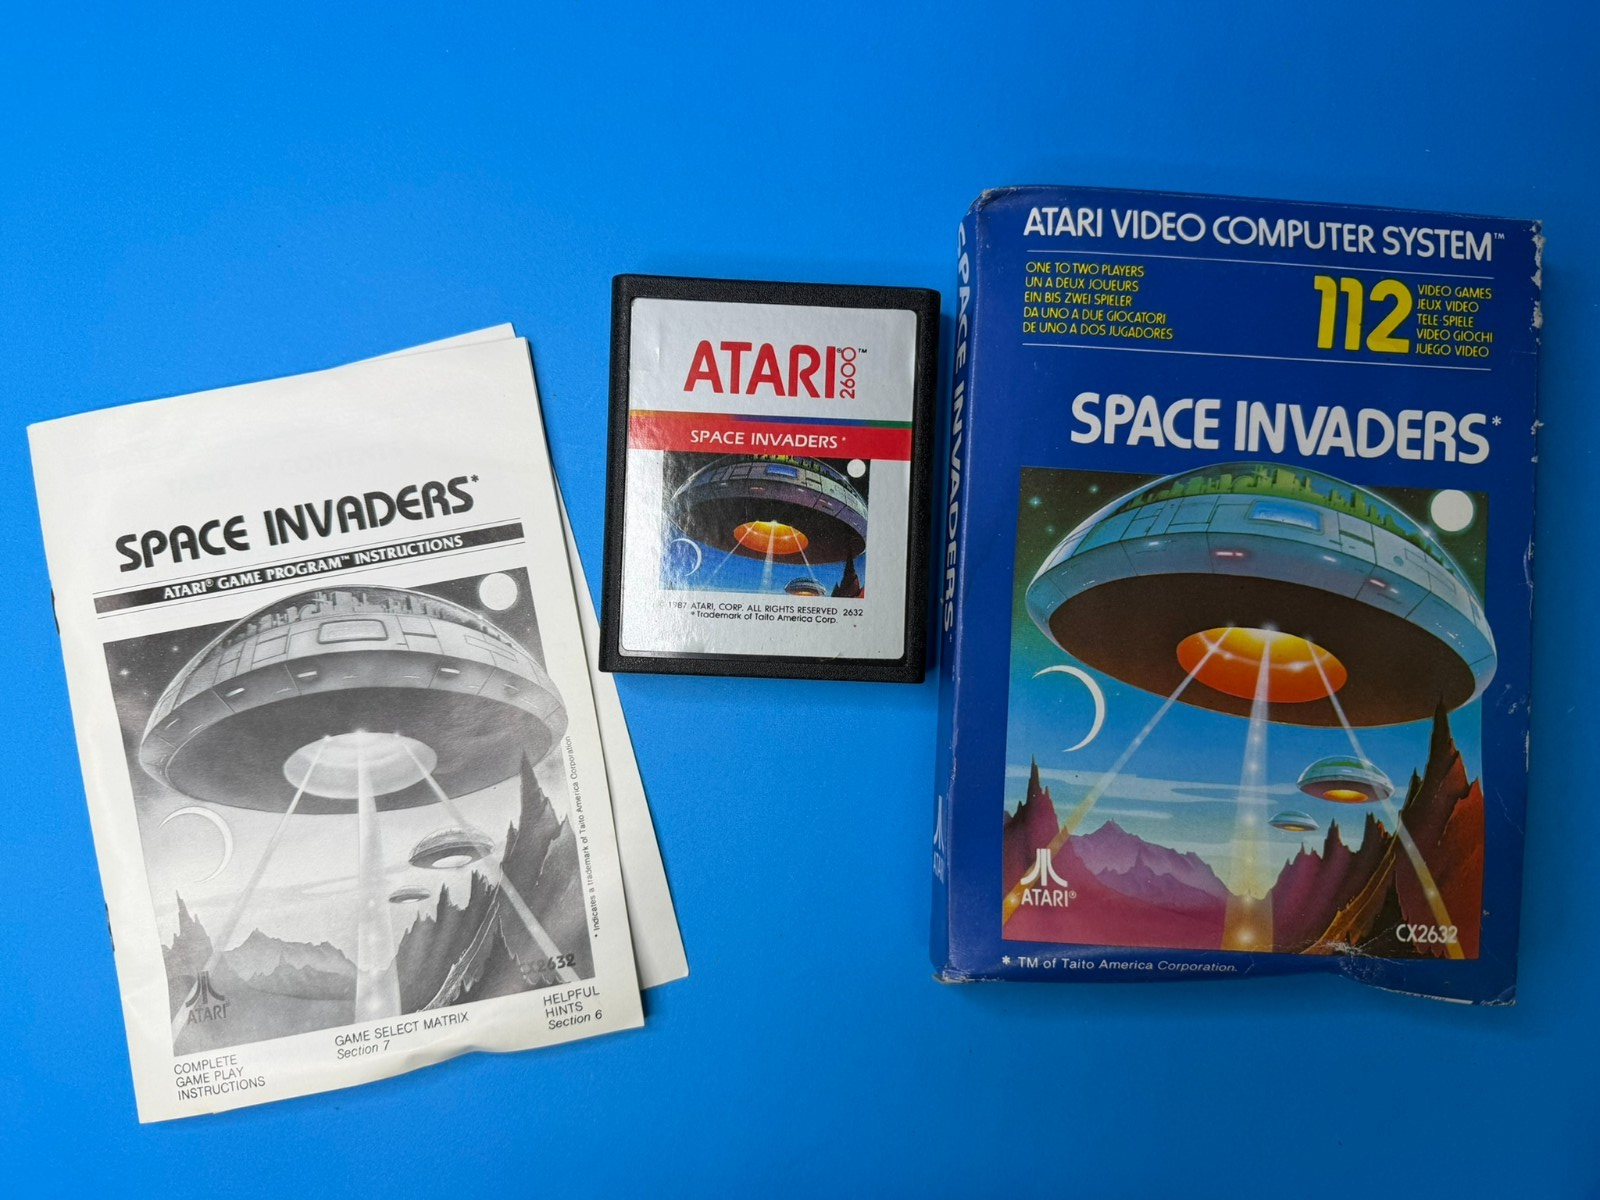 SPACE INVADERS*
ATARI® GAME PROGRAM™ INSTRUCTIONS
* Indicates a trademark of Taito America Corporation
CX2632
ATARI®
COMPLETE
GAME PLAY
INSTRUCTIONS
GAME SELECT MATRIX
Section 7
HELPFUL
HINTS
Section 6
ATARI® 2600™
SPACE INVADERS*
© 1987 ATARI, CORP. ALL RIGHTS RESERVED 2632
*Trademark of Taito America Corp.
SPACE INVADERS*
ATARI
ATARI VIDEO COMPUTER SYSTEM™
ONE TO TWO PLAYERS
UN A DEUX JOUEURS
EIN BIS ZWEI SPIELER
DA UNO A DUE GIOCATORI
DE UNO A DOS JUGADORES
112
VIDEO GAMES
JEUX VIDEO
TELE SPIELE
VIDEO GIOCHI
JUEGO VIDEO
SPACE INVADERS*
ATARI®
CX2632
* TM of Taito America Corporation.